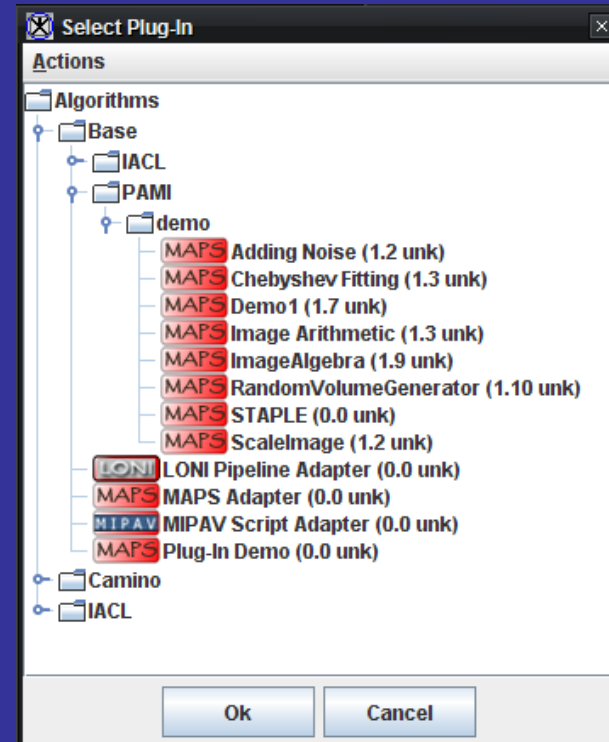 Select Plug-In
Actions
Algorithms
Base
IACL
PAMI
demo
MAPS Adding Noise (1.2 unk)
MAPS Chebyshev Fitting (1.3 unk)
MAPS Demo1 (1.7 unk)
MAPS Image Arithmetic (1.3 unk)
MAPS ImageAlgebra (1.9 unk)
MAPS RandomVolumeGenerator (1.10 unk)
MAPS STAPLE (0.0 unk)
MAPS ScaleImage (1.2 unk)
LONI LONI Pipeline Adapter (0.0 unk)
MAPS MAPS Adapter (0.0 unk)
MIPAV MIPAV Script Adapter (0.0 unk)
MAPS Plug-In Demo (0.0 unk)
Camino
IACL
Ok Cancel